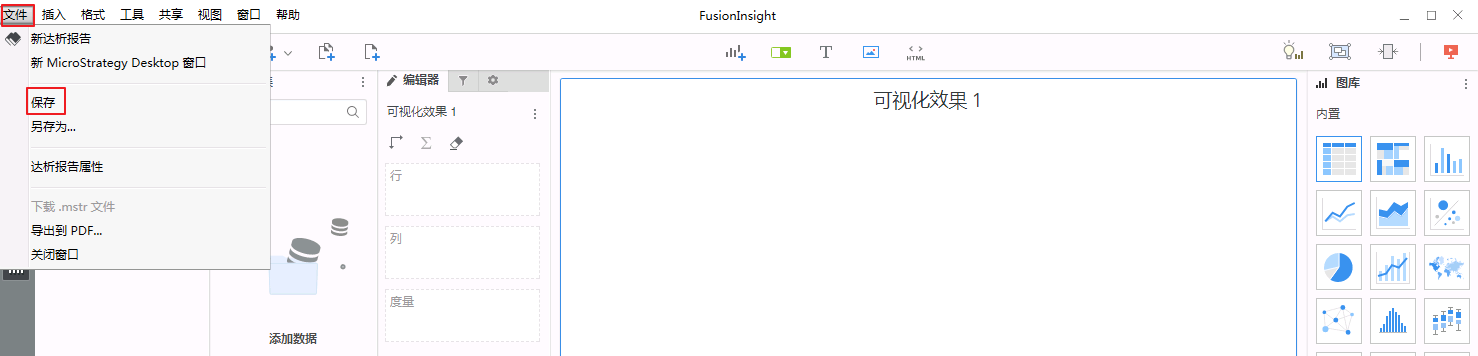 文件 插入 格式 工具 共享 视图 窗口 帮助
FusionInsight
新达析报告
新 MicroStrategy Desktop 窗口
保存
另存为...
达析报告属性
下载 .mstr 文件
导出到 PDF...
关闭窗口
HTML
集
添加数据
编辑器
可视化效果 1
行
列
度量
可视化效果 1
图库
内置